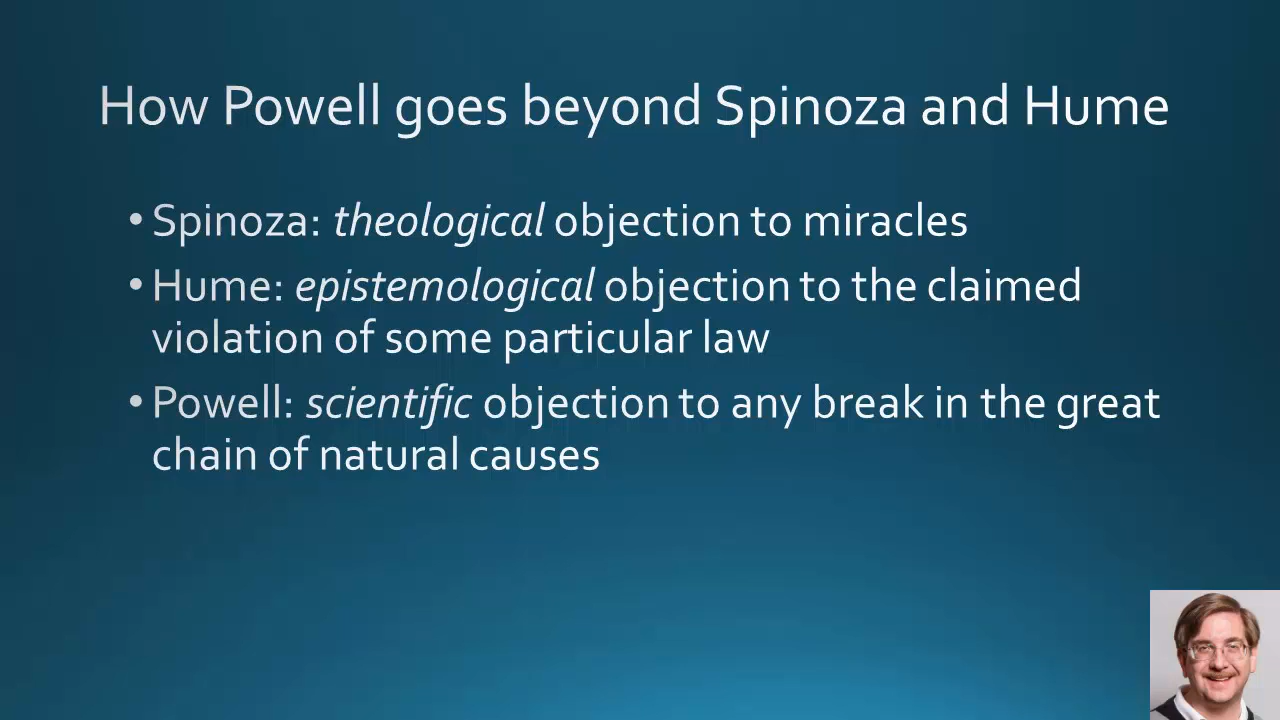 How Powell goes beyond Spinoza and Hume
• Spinoza: theological objection to miracles
• Hume: epistemological objection to the claimed
violation of some particular law
• Powell: scientific objection to any break in the great
chain of natural causes